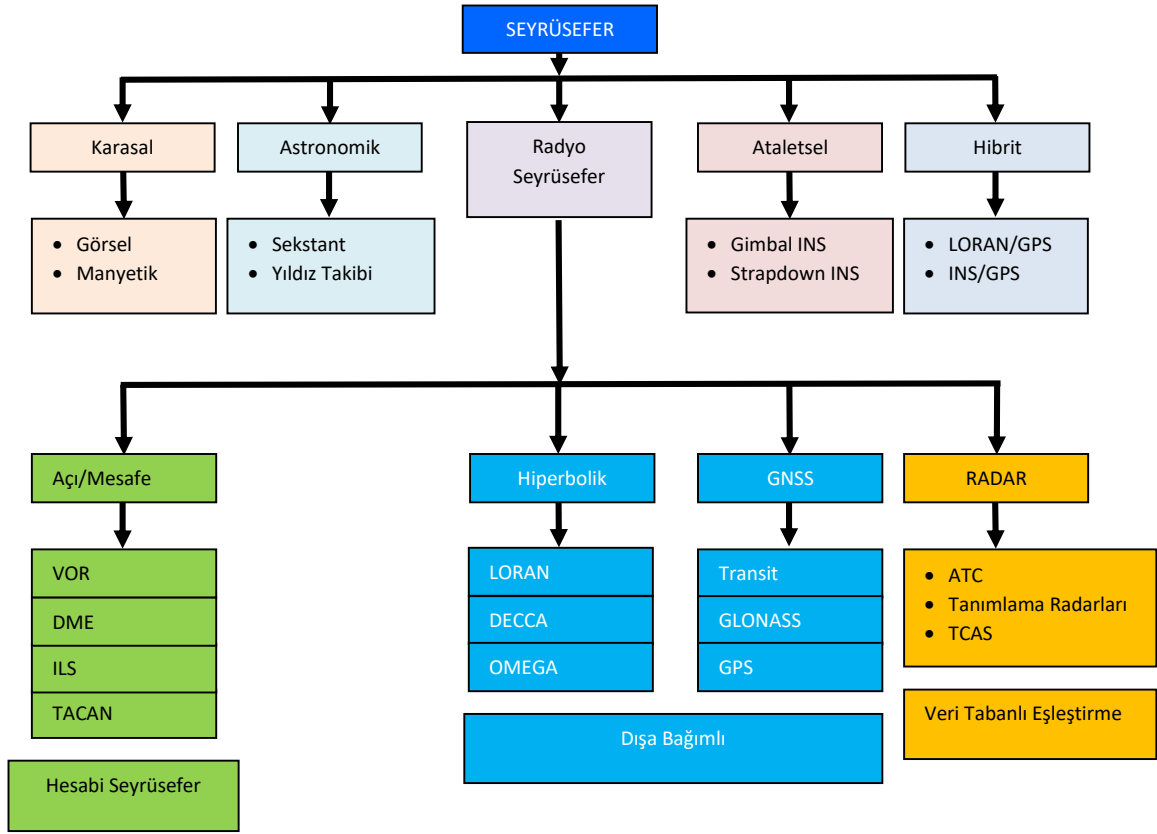 SEYRÜSEFER
Karasal
Astronomik
Radyo
Seyrüsefer
Ataletsel
Hibrit
• Görsel
• Manyetik
• Sekstant
• Yıldız Takibi
• Gimbal INS
• Strapdown INS
• LORAN/GPS
• INS/GPS
Açı/Mesafe
Hiperbolik
GNSS
RADAR
VOR
DME
ILS
TACAN
LORAN
DECCA
OMEGA
Transit
GLONASS
GPS
• ATC
• Tanımlama Radarları
• TCAS
Hesabi Seyrüsefer
Dışa Bağımlı
Veri Tabanlı Eşleştirme